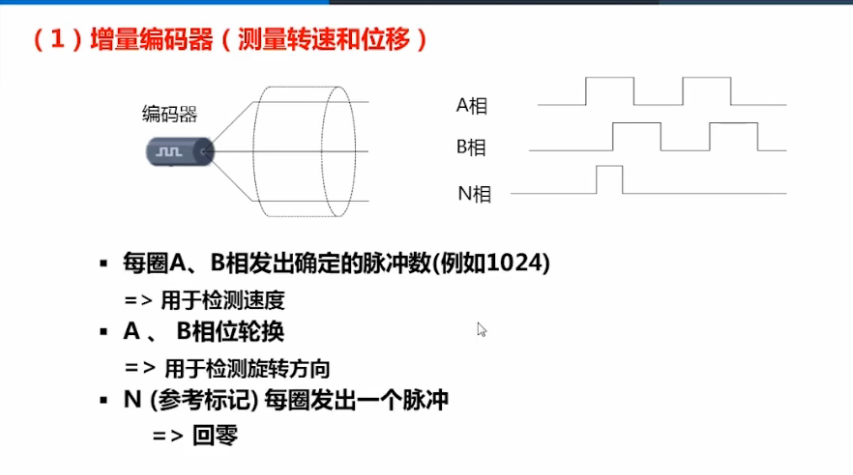 （1）增量编码器（测量转速和位移）
编码器
A相
B相
N相
▪ 每圈A、B相发出确定的脉冲数(例如1024)
=> 用于检测速度
▪ A 、 B相位轮换
=> 用于检测旋转方向
▪ N (参考标记) 每圈发出一个脉冲
=> 回零